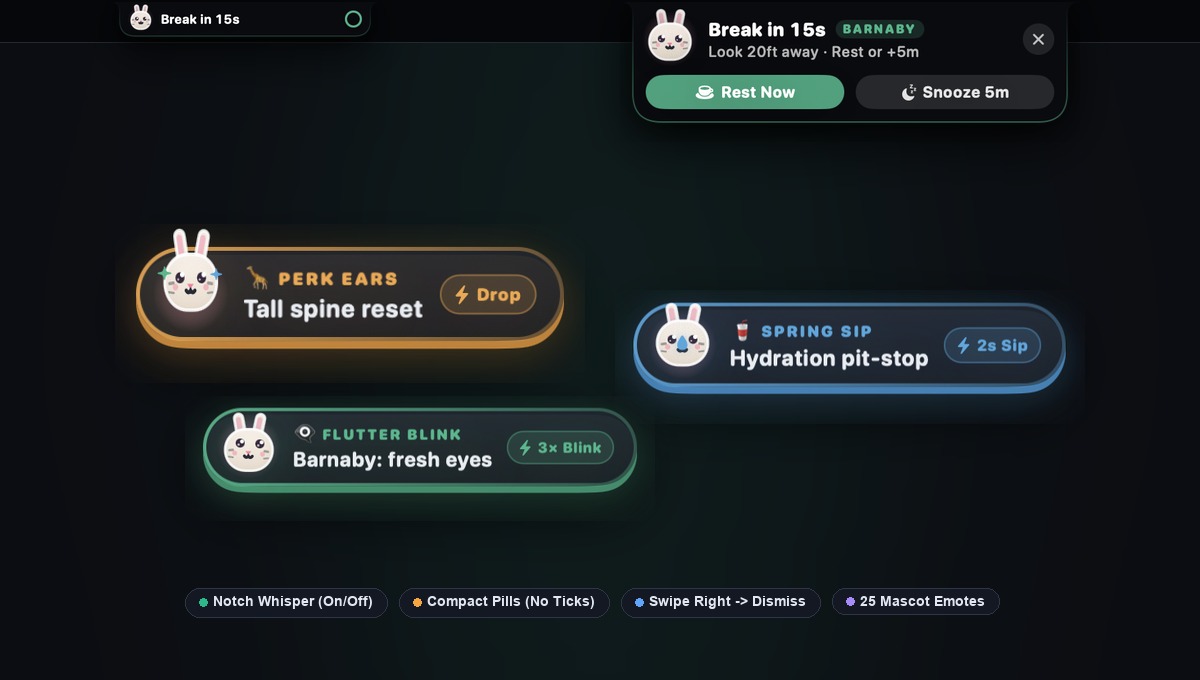 Break in 15s
Break in 15s BARNABY
Look 20ft away · Rest or +5m
Rest Now
Snooze 5m
PERK EARS
Tall spine reset
Drop
SPRING SIP
Hydration pit-stop
2s Sip
FLUTTER BLINK
Barnaby: fresh eyes
3× Blink
Notch Whisper (On/Off)
Compact Pills (No Ticks)
Swipe Right -> Dismiss
25 Mascot Emotes